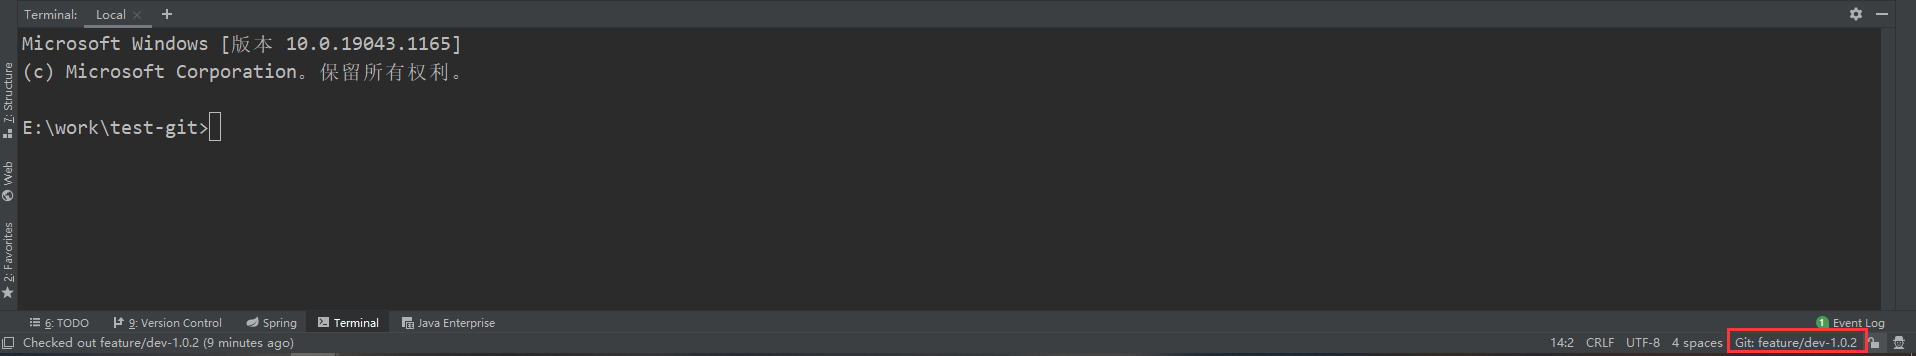 Terminal: Local
Microsoft Windows [版本 10.0.19043.1165]
(c) Microsoft Corporation。保留所有权利。
E:\work\test-git>
7: Structure
Web
2: Favorites
6: TODO 9: Version Control Spring Terminal Java Enterprise 1 Event Log
Checked out feature/dev-1.0.2 (9 minutes ago) 14:2 CRLF UTF-8 4 spaces Git: feature/dev-1.0.2